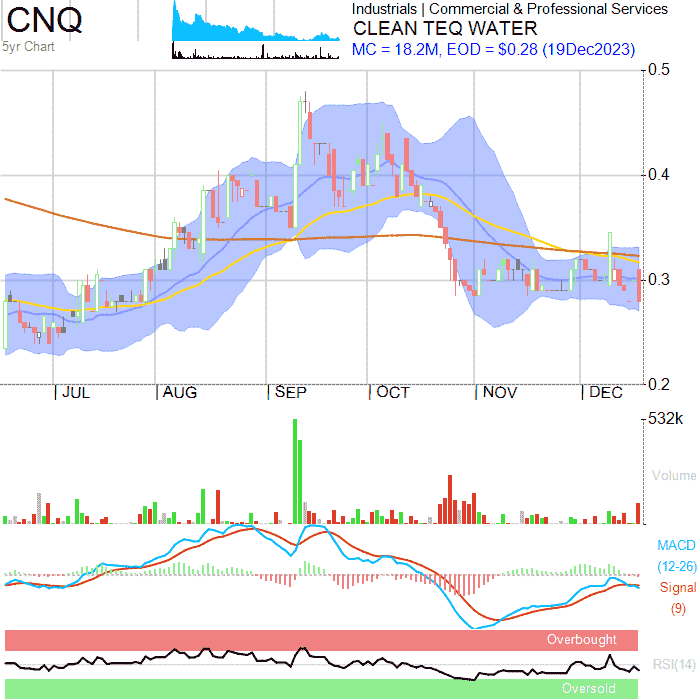 CNQ
5yr Chart
Industrials | Commercial & Professional Services
CLEAN TEQ WATER
MC = 18.2M, EOD = $0.28 (19Dec2023)
0.5
0.4
0.3
0.2
JUL AUG SEP OCT NOV DEC
532k
Volume
MACD
(12-26)
Signal
(9)
Overbought
RSI(14)
Oversold